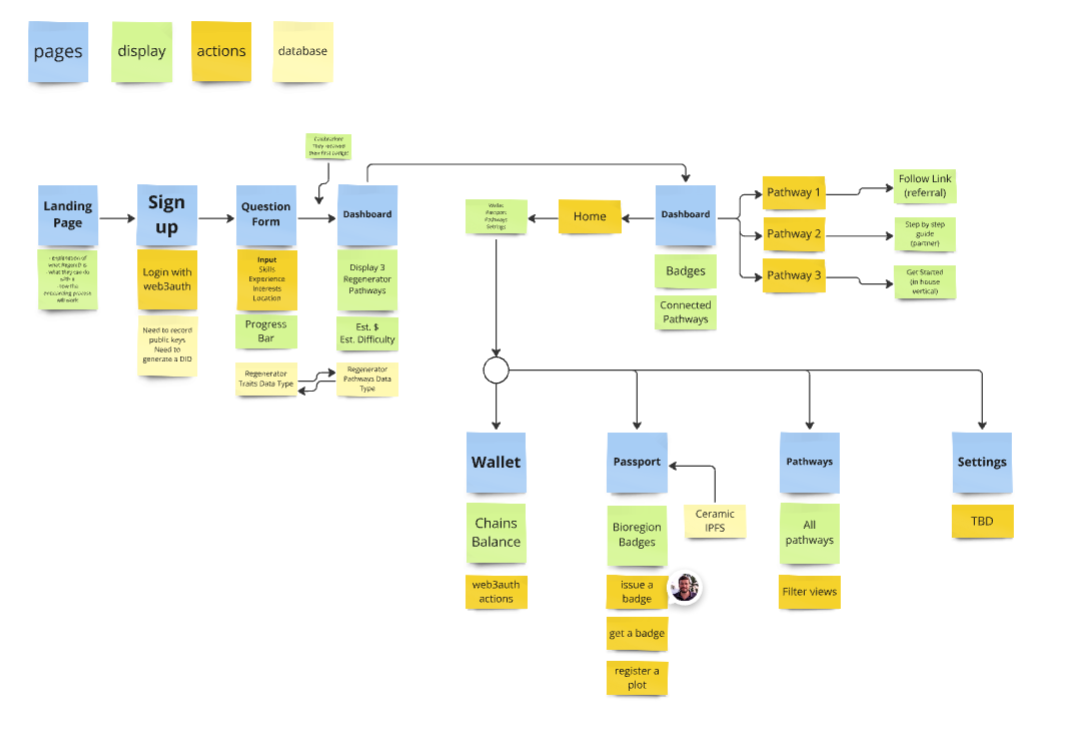 pages
display
actions
database
Congratulate
They received
their first badge!
Landing
Page
- explanation of
- what they can do
with it
- how the
onboarding process
will work
Sign
up
Login with
web3auth
Need to record
public keys
Need to
generate a DID
Question
Form
Input
Skills
Experience
Interests
Location
Progress
Bar
Regenerator
Traits Data Type
Dashboard
Display 3
Regenerator
Pathways
Est. $
Est. Difficulty
Regenerator
Pathways Data
Type
Wallet
Passport
Pathways
Settings
Home
Dashboard
Badges
Connected
Pathways
Pathway 1
Pathway 2
Pathway 3
Follow Link
(referral)
Step by step
guide
(partner)
Get Started
(in house
vertical)
Wallet
Chains
Balance
web3auth
actions
Passport
Bioregion
Badges
issue a
badge
get a badge
register a
plot
Ceramic
IPFS
Pathways
All
pathways
Filter views
Settings
TBD